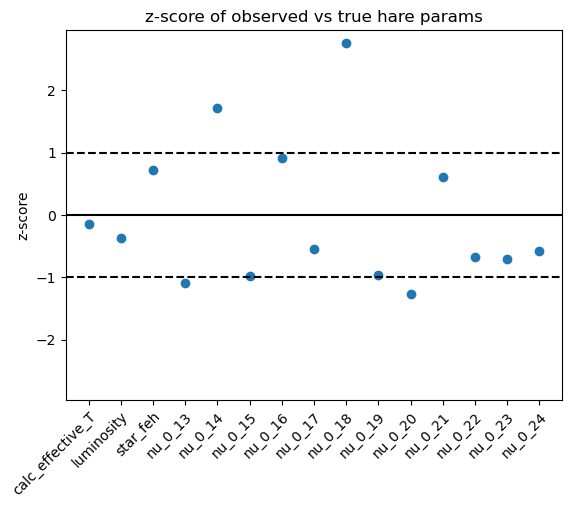 z-score of observed vs true hare params
z-score
2
1
0
−1
−2
calc_effective_T
luminosity
star_feh
nu_0_13
nu_0_14
nu_0_15
nu_0_16
nu_0_17
nu_0_18
nu_0_19
nu_0_20
nu_0_21
nu_0_22
nu_0_23
nu_0_24